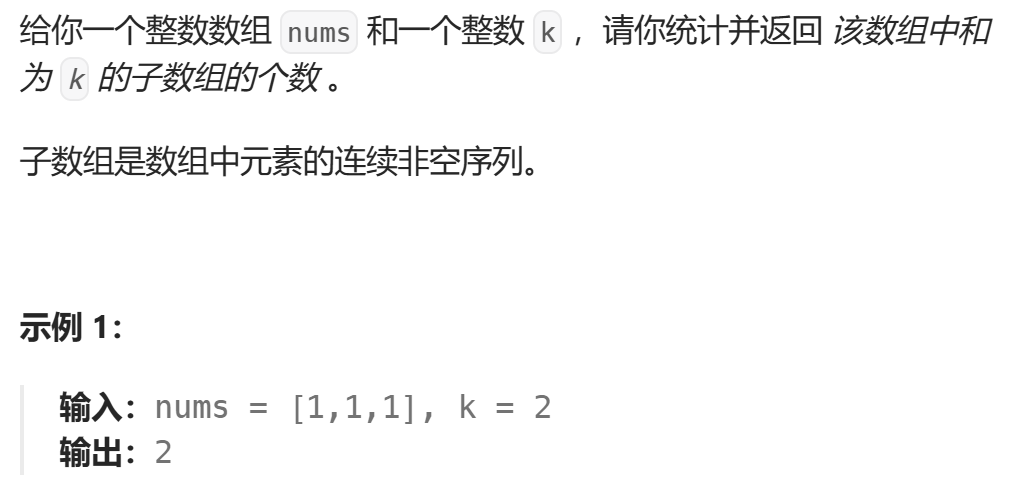 给你一个整数数组 nums 和一个整数 k ，请你统计并返回 该数组中和
为 k 的子数组的个数 。
子数组是数组中元素的连续非空序列。
示例 1：
输入：nums = [1,1,1], k = 2
输出：2